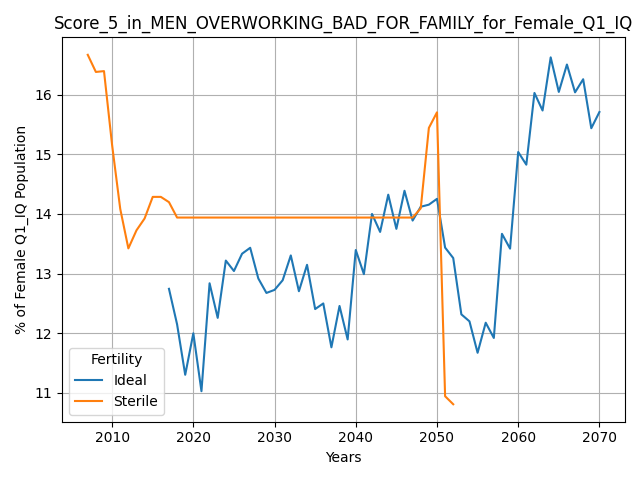 Score_5_in_MEN_OVERWORKING_BAD_FOR_FAMILY_for_Female_Q1_IQ
% of Female Q1_IQ Population
16
15
14
13
12
11
Fertility
Ideal
Sterile
2010 2020 2030 2040 2050 2060 2070
Years